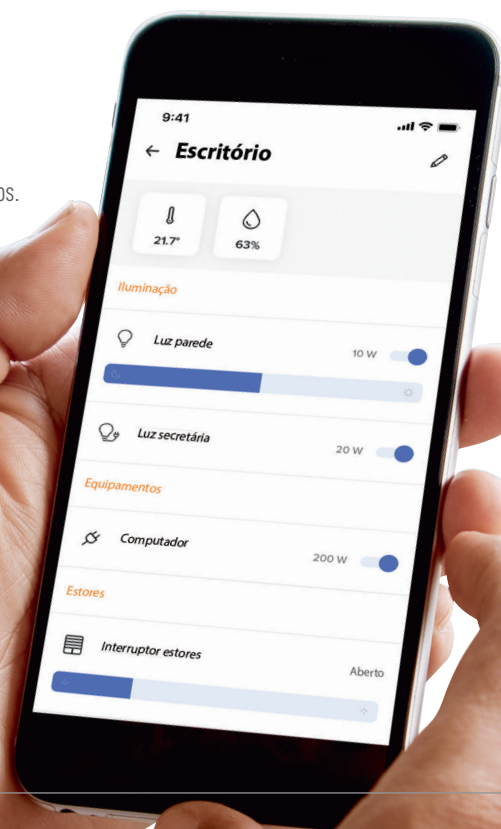 os.
9:41
Escritório
21.7°
63%
Iluminação
Luz parede
10 W
Luz secretária
20 W
Equipamentos
Computador
200 W
Estores
Interruptor estores
Aberto